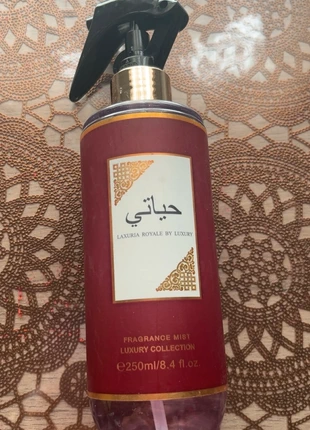 حياتي
LAXURIA ROYALE BY LUXURY
FRAGRANCE MIST
LUXURY COLLECTION
℮250ml/8.4 fl.oz.